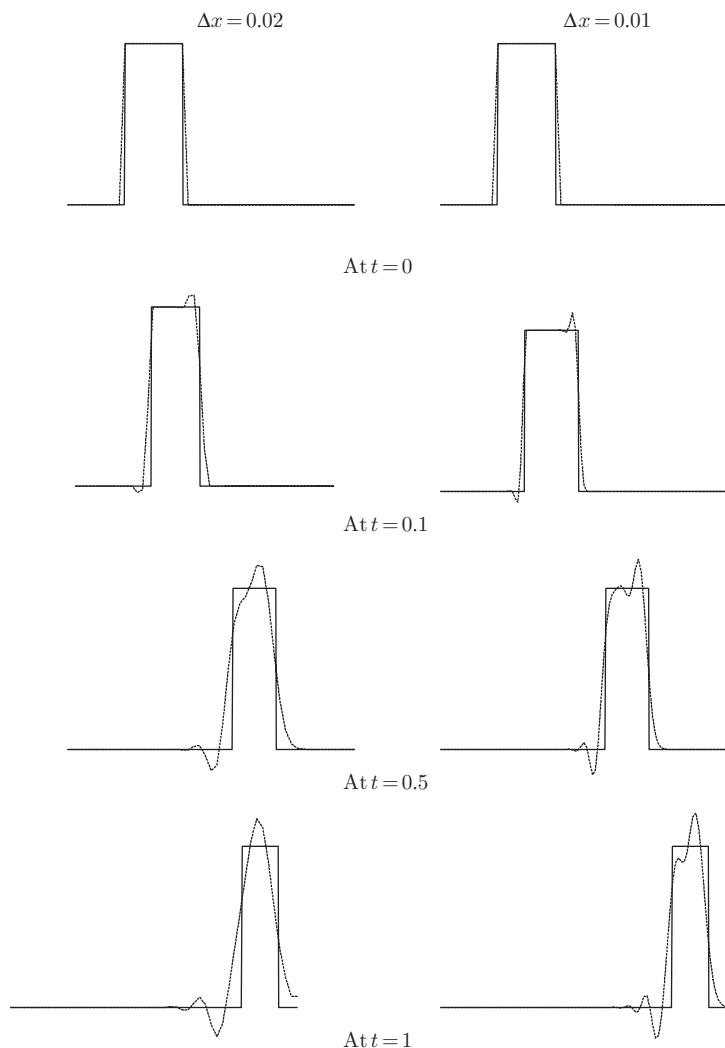 Δx = 0.02
Δx = 0.01
At t = 0
At t = 0.1
At t = 0.5
At t = 1